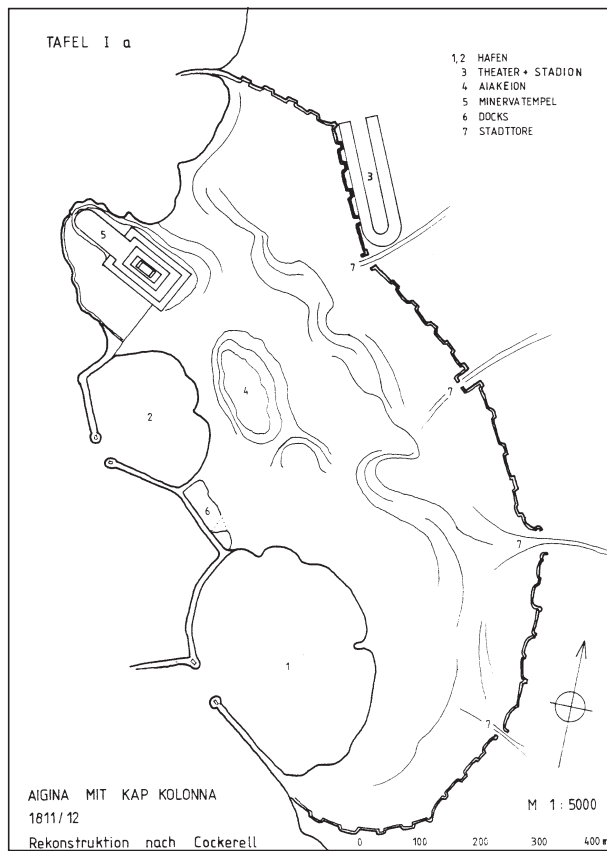 TAFEL I a
1,2 HAFEN
3 THEATER + STADION
4 AIAKEION
5 MINERVATEMPEL
6 DOCKS
7 STADTTORE
3
5
7
4
7
2
6
7
1
7
AIGINA MIT KAP KOLONNA
1811/12
Rekonstruktion nach Cockerell
M 1:5000
0 100 200 300 400 m